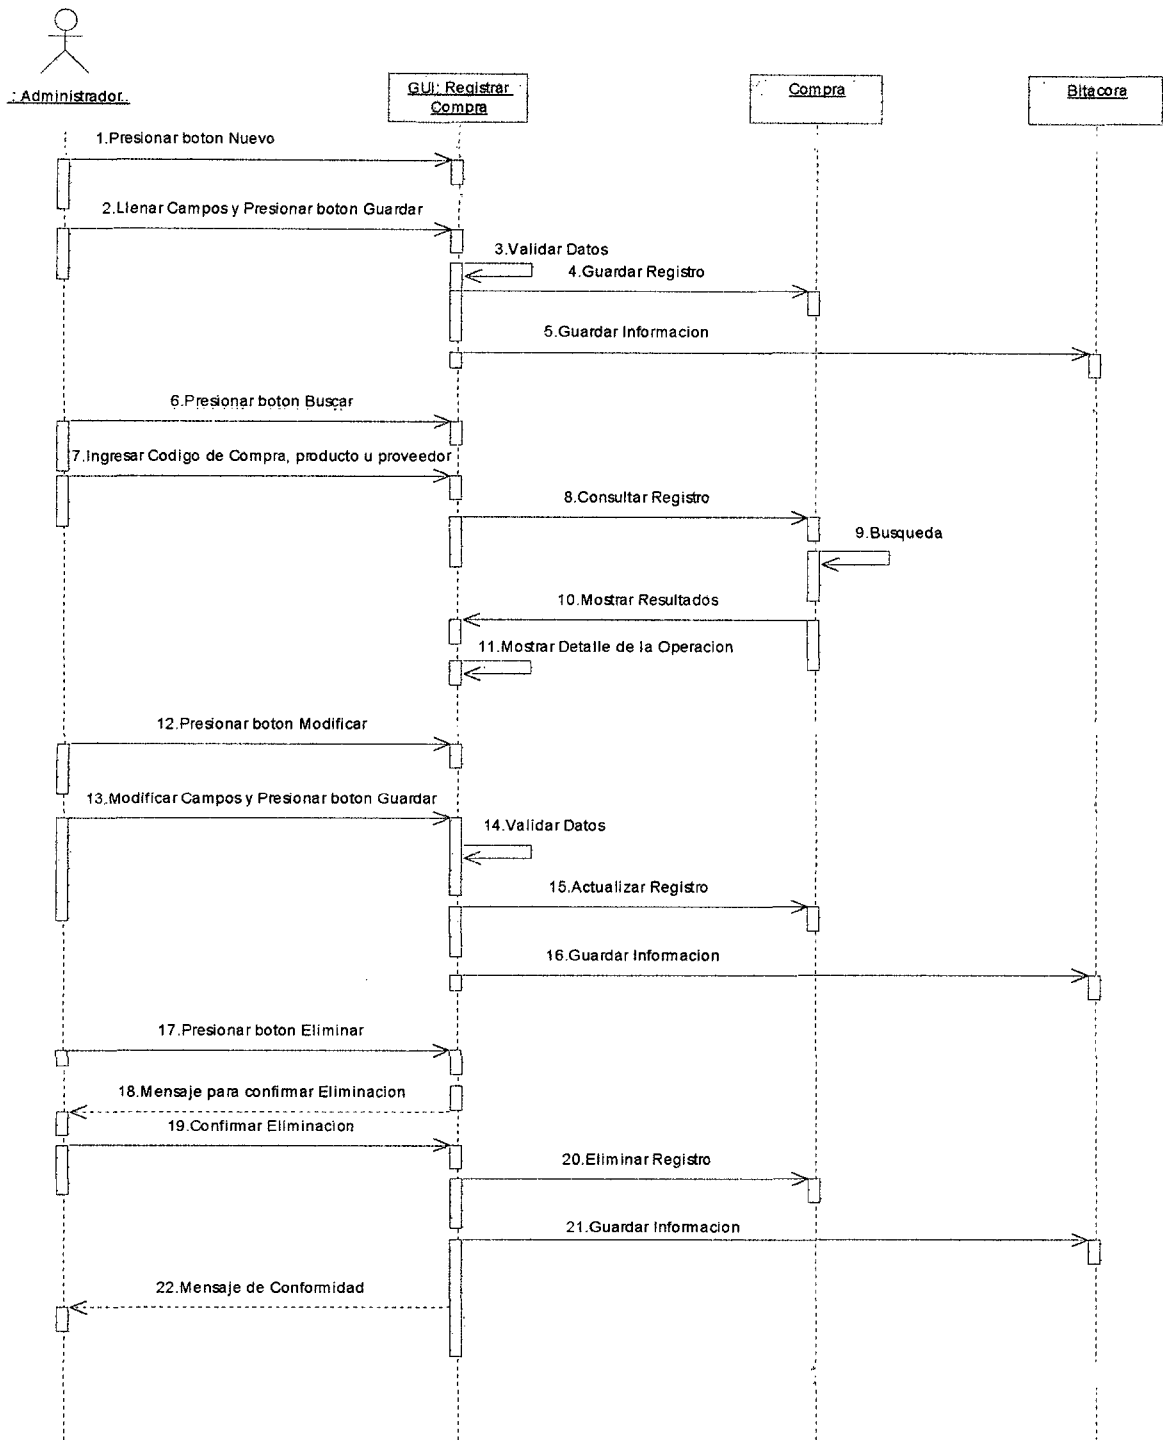 : Administrador..
GUI: Registrar
Compra
Compra
Bitacora
1.Presionar boton Nuevo
2.Llenar Campos y Presionar boton Guardar
3.Validar Datos
4.Guardar Registro
5.Guardar Informacion
6.Presionar boton Buscar
7.Ingresar Codigo de Compra, producto u proveedor
8.Consultar Registro
9.Busqueda
10.Mostrar Resultados
11.Mostrar Detalle de la Operacion
12.Presionar boton Modificar
13.Modificar Campos y Presionar boton Guardar
14.Validar Datos
15.Actualizar Registro
16.Guardar Informacion
17.Presionar boton Eliminar
18.Mensaje para confirmar Eliminacion
19.Confirmar Eliminacion
20.Eliminar Registro
21.Guardar Informacion
22.Mensaje de Conformidad